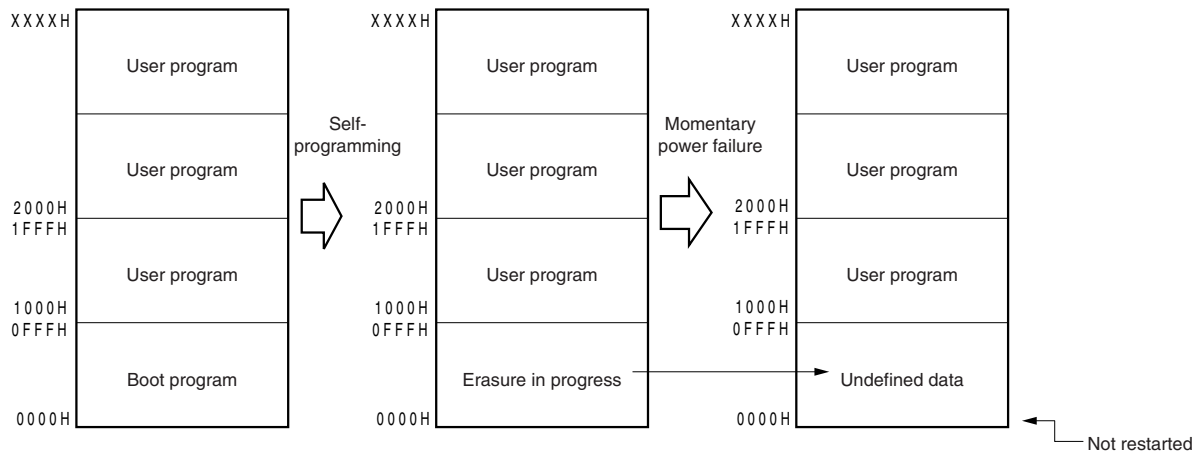 XXXXH
User program
User program
2000H
1FFFH
User program
1000H
0FFFH
Boot program
0000H
Self-
programming
XXXXH
User program
User program
2000H
1FFFH
User program
1000H
0FFFH
Erasure in progress
0000H
Momentary
power failure
XXXXH
User program
User program
2000H
1FFFH
User program
1000H
0FFFH
Undefined data
0000H
Not restarted